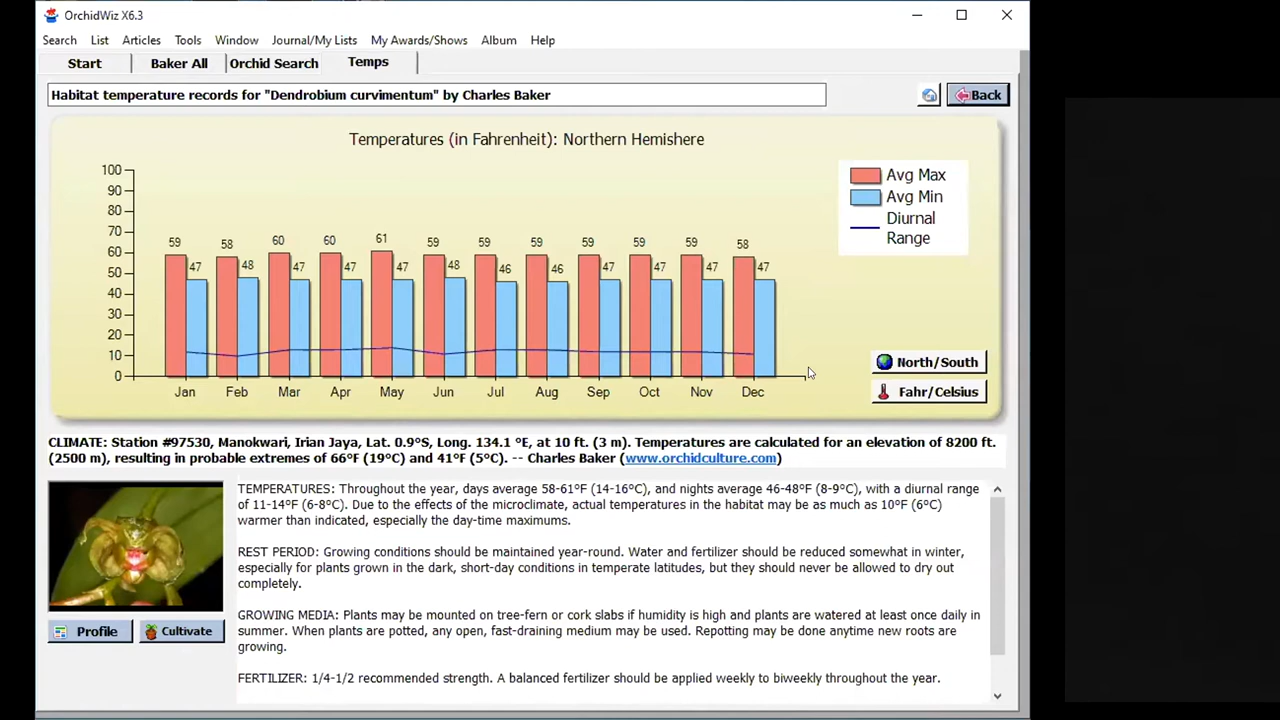 OrchidWiz X6.3
Search List Articles Tools Window Journal/My Lists My Awards/Shows Album Help
Start Baker All Orchid Search Temps
Habitat temperature records for "Dendrobium curvimentum" by Charles Baker
Back
Temperatures (in Fahrenheit): Northern Hemishere
100
90
80
70
60
50
40
30
20
10
0
59 47 58 48 60 47 60 47 61 47 59 48 59 46 59 46 59 47 59 47 59 47 58 47
Jan Feb Mar Apr May Jun Jul Aug Sep Oct Nov Dec
Avg Max
Avg Min
Diurnal
Range
North/South
Fahr/Celsius
CLIMATE: Station #97530, Manokwari, Irian Jaya, Lat. 0.9°S, Long. 134.1 °E, at 10 ft. (3 m). Temperatures are calculated for an elevation of 8200 ft.
(2500 m), resulting in probable extremes of 66°F (19°C) and 41°F (5°C). -- Charles Baker (www.orchidculture.com)
TEMPERATURES: Throughout the year, days average 58-61°F (14-16°C), and nights average 46-48°F (8-9°C), with a diurnal range
of 11-14°F (6-8°C). Due to the effects of the microclimate, actual temperatures in the habitat may be as much as 10°F (6°C)
warmer than indicated, especially the day-time maximums.
REST PERIOD: Growing conditions should be maintained year-round. Water and fertilizer should be reduced somewhat in winter,
especially for plants grown in the dark, short-day conditions in temperate latitudes, but they should never be allowed to dry out
completely.
GROWING MEDIA: Plants may be mounted on tree-fern or cork slabs if humidity is high and plants are watered at least once daily in
summer. When plants are potted, any open, fast-draining medium may be used. Repotting may be done anytime new roots are
growing.
FERTILIZER: 1/4-1/2 recommended strength. A balanced fertilizer should be applied weekly to biweekly throughout the year.
Profile Cultivate